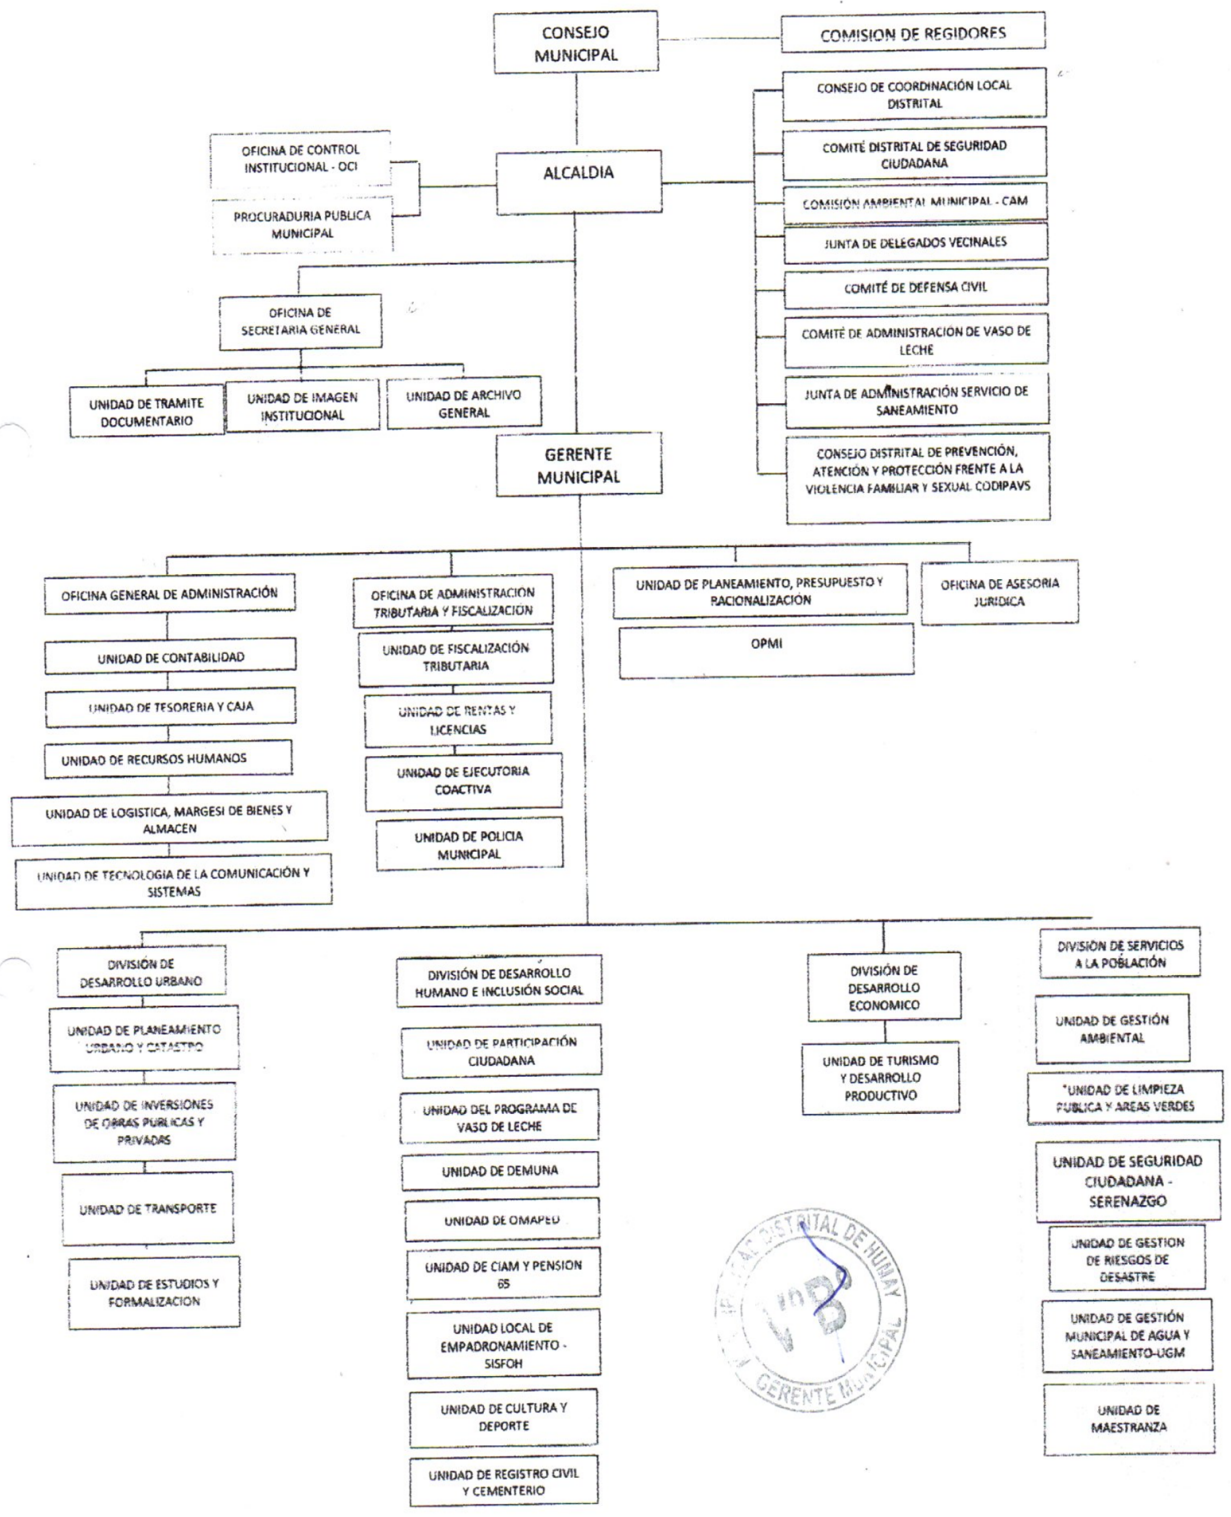 CONSEJO
MUNICIPAL
COMISION DE REGIDORES
CONSEJO DE COORDINACIÓN LOCAL
DISTRITAL
OFICINA DE CONTROL
INSTITUCIONAL - OCI
ALCALDIA
COMITÉ DISTRITAL DE SEGURIDAD
CIUDADANA
PROCURADURIA PUBLICA
MUNICIPAL
COMISION AMBIENTAL MUNICIPAL - CAM
JUNTA DE DELEGADOS VECINALES
COMITÉ DE DEFENSA CIVIL
OFICINA DE
SECRETARIA GENERAL
COMITÉ DE ADMINISTRACIÓN DE VASO DE
LECHE
UNIDAD DE TRAMITE
DOCUMENTARIO
UNIDAD DE IMAGEN
INSTITUCIONAL
UNIDAD DE ARCHIVO
GENERAL
JUNTA DE ADMINISTRACIÓN SERVICIO DE
SANEAMIENTO
GERENTE
MUNICIPAL
CONSEJO DISTRITAL DE PREVENCIÓN,
ATENCIÓN Y PROTECCIÓN FRENTE A LA
VIOLENCIA FAMILIAR Y SEXUAL CODIPAVS
OFICINA GENERAL DE ADMINISTRACIÓN
UNIDAD DE CONTABILIDAD
UNIDAD DE TESORERIA Y CAJA
UNIDAD DE RECURSOS HUMANOS
UNIDAD DE LOGISTICA, MARGESI DE BIENES Y
ALMACEN
UNIDAD DE TECNOLOGIA DE LA COMUNICACIÓN Y
SISTEMAS
OFICINA DE ADMINISTRACION
TRIBUTARIA Y FISCALIZACIÓN
UNIDAD DE FISCALIZACIÓN
TRIBUTARIA
UNIDAD DE RENTAS Y
LICENCIAS
UNIDAD DE EJECUTORIA
COACTIVA
UNIDAD DE POLICIA
MUNICIPAL
UNIDAD DE PLANEAMIENTO, PRESUPUESTO Y
RACIONALIZACIÓN
OPMI
OFICINA DE ASESORIA
JURIDICA
DIVISIÓN DE
DESARROLLO URBANO
UNIDAD DE PLANEAMIENTO
URBANO Y CATASTRO
UNIDAD DE INVERSIONES
DE OBRAS PUBLICAS Y
PRIVADAS
UNIDAD DE TRANSPORTE
UNIDAD DE ESTUDIOS Y
FORMALIZACION
DIVISIÓN DE DESARROLLO
HUMANO E INCLUSIÓN SOCIAL
UNIDAD DE PARTICIPACIÓN
CIUDADANA
UNIDAD DEL PROGRAMA DE
VASO DE LECHE
UNIDAD DE DEMUNA
UNIDAD DE OMAPED
UNIDAD DE CIAM Y PENSION
65
UNIDAD LOCAL DE
EMPADRONAMIENTO -
SISFOH
UNIDAD DE CULTURA Y
DEPORTE
UNIDAD DE REGISTRO CIVIL
Y CEMENTERIO
DIVISIÓN DE
DESARROLLO
ECONOMICO
UNIDAD DE TURISMO
Y DESARROLLO
PRODUCTIVO
DIVISIÓN DE SERVICIOS
A LA POBLACIÓN
UNIDAD DE GESTIÓN
AMBIENTAL
UNIDAD DE LIMPIEZA
PUBLICA Y AREAS VERDES
UNIDAD DE SEGURIDAD
CIUDADANA -
SERENAZGO
UNIDAD DE GESTION
DE RIESGOS DE
DESASTRE
UNIDAD DE GESTIÓN
MUNICIPAL DE AGUA Y
SANEAMIENTO-UGM
UNIDAD DE
MAESTRANZA
DISTRITAL DE HUMAY
VºBº
GERENTE MUNICIPAL